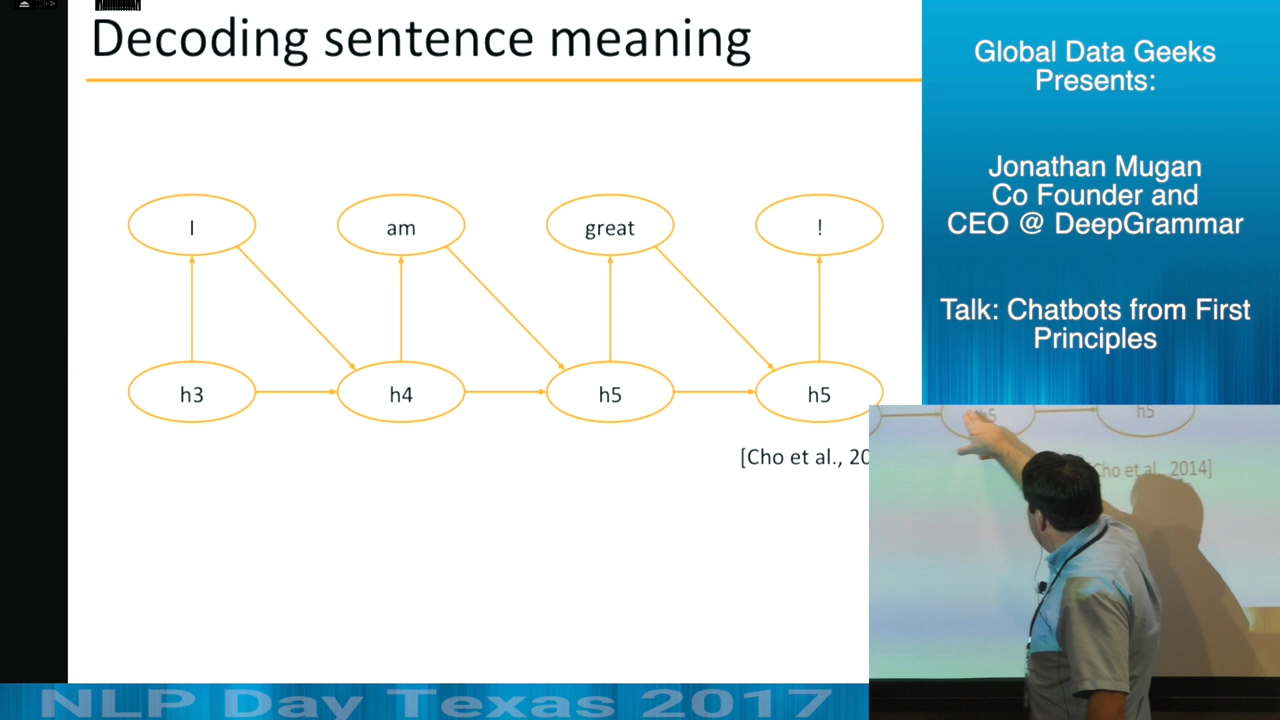 Decoding sentence meaning
I
am
great
!
h3
h4
h5
h5
[Cho et al., 20
Global Data Geeks
Presents:
Jonathan Mugan
Co Founder and
CEO @ DeepGrammar
Talk: Chatbots from First
Principles
h5
h5
Cho et al., 2014]
NLP Day Texas 2017